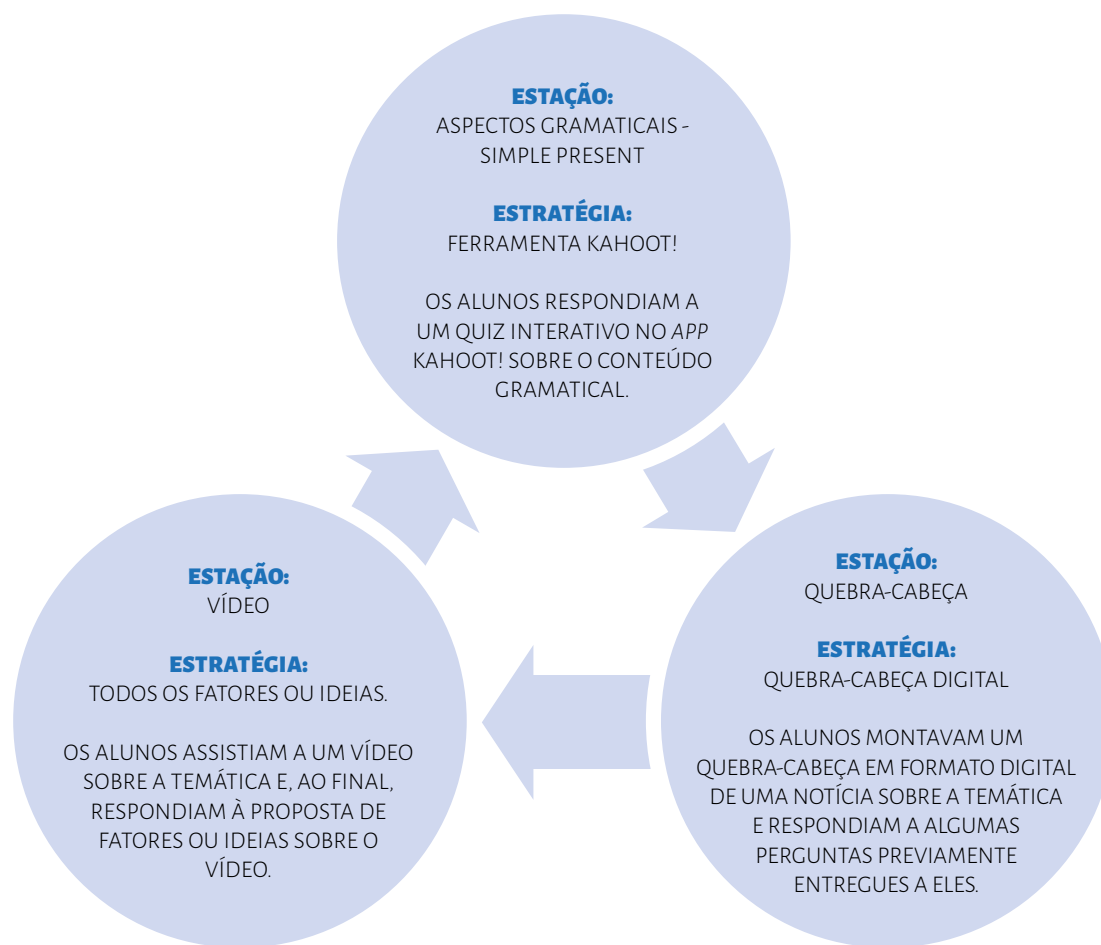 ESTAÇÃO:
ASPECTOS GRAMATICAIS -
SIMPLE PRESENT
ESTRATÉGIA:
FERRAMENTA KAHOOT!
OS ALUNOS RESPONDIAM A
UM QUIZ INTERATIVO NO APP
KAHOOT! SOBRE O CONTEÚDO
GRAMATICAL.
ESTAÇÃO:
QUEBRA-CABEÇA
ESTRATÉGIA:
QUEBRA-CABEÇA DIGITAL
OS ALUNOS MONTAVAM UM
QUEBRA-CABEÇA EM FORMATO DIGITAL
DE UMA NOTÍCIA SOBRE A TEMÁTICA
E RESPONDIAM A ALGUMAS
PERGUNTAS PREVIAMENTE
ENTREGUES A ELES.
ESTAÇÃO:
VÍDEO
ESTRATÉGIA:
TODOS OS FATORES OU IDEIAS.
OS ALUNOS ASSISTIAM A UM VÍDEO
SOBRE A TEMÁTICA E, AO FINAL,
RESPONDIAM À PROPOSTA DE
FATORES OU IDEIAS SOBRE O
VÍDEO.